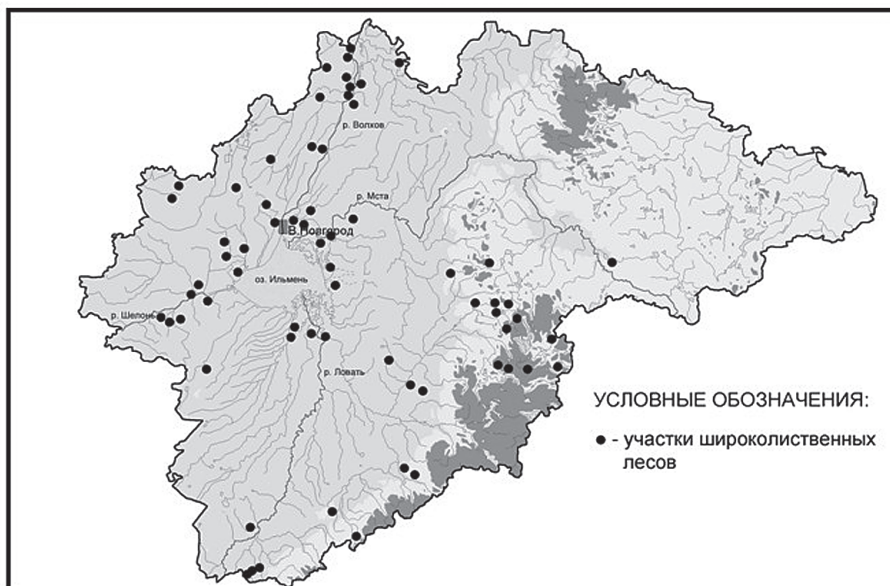 р. Волхов
р. Мста
В.Новгород
оз. Ильмень
р. Шелонь
р. Ловать
УСЛОВНЫЕ ОБОЗНАЧЕНИЯ:
- участки широколиственных
лесов